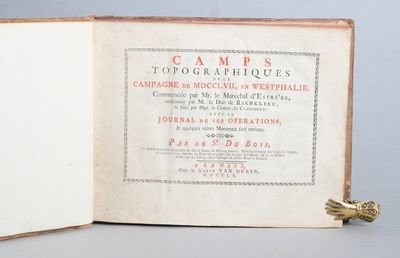 CAMPS
TOPOGRAPHIQUES
DE LA
CAMPAGNE DE MDCCLVII, EN WESTPHALIE:
Commencée par Mr. le Maréchal d'ESTRÉES,
continuée par Mr. le Duc de RICHELIEU,
& finie par Mgr. le Comte de CLERMONT:
AVEC LE
JOURNAL DE SES OPERATIONS,
& quelques autres Morceaux fort curieux.
PAR LE Sr. DU BOIS,
A LA HAYE,
Chez la VEUVE VAN DUREN,
MDCCLX.